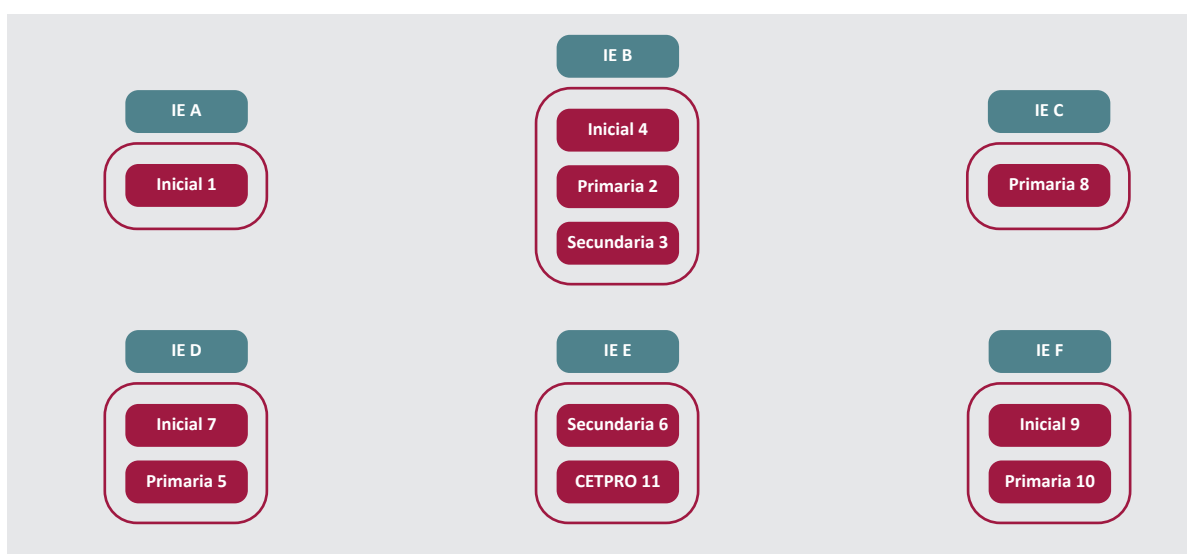 IE A
Inicial 1
IE B
Inicial 4
Primaria 2
Secundaria 3
IE C
Primaria 8
IE D
Inicial 7
Primaria 5
IE E
Secundaria 6
CETPRO 11
IE F
Inicial 9
Primaria 10